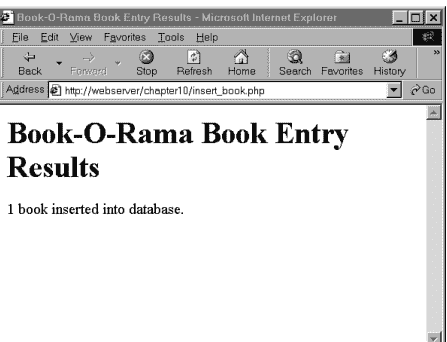 Book-O-Rama Book Entry Results - Microsoft Internet Explorer
File Edit View Favorites Tools Help
Back Forward Stop Refresh Home Search Favorites History »
Address http://webserver/chapter10/insert_book.php Go
Book-O-Rama Book Entry
Results
1 book inserted into database.